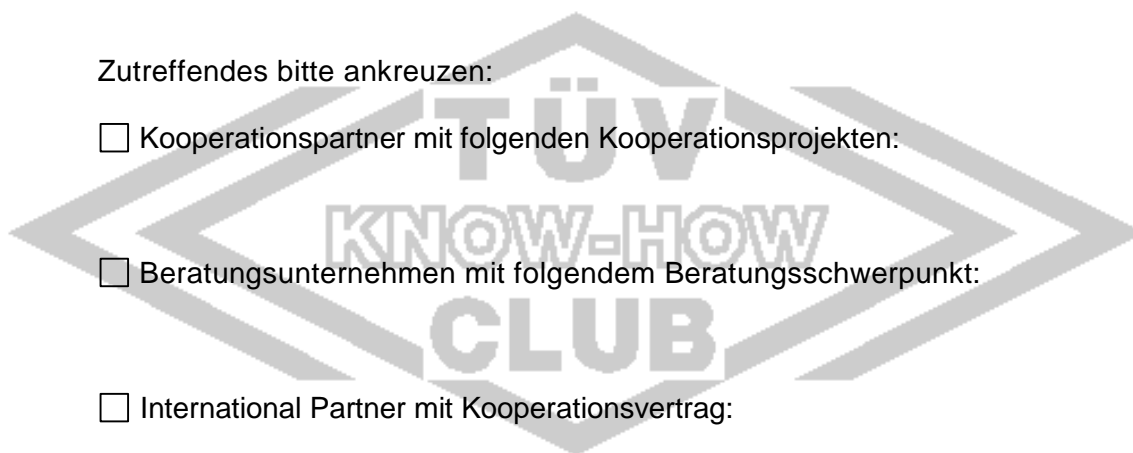 Zutreffendes bitte ankreuzen:
Kooperationspartner mit folgenden Kooperationsprojekten:
Beratungsunternehmen mit folgendem Beratungsschwerpunkt:
International Partner mit Kooperationsvertrag:
TÜV
KNOW-HOW
CLUB